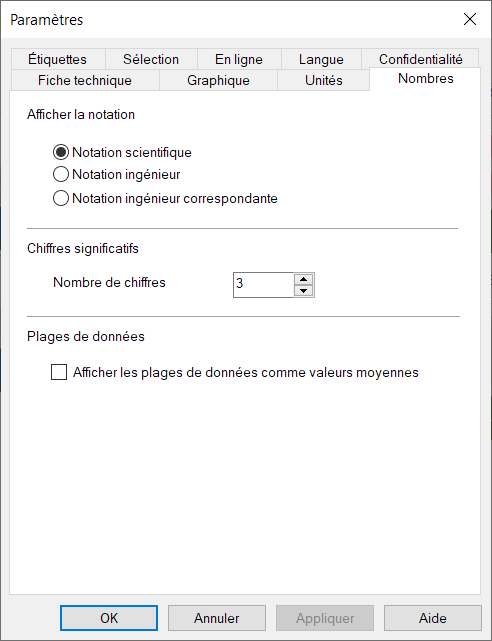 Paramètres
Étiquettes Sélection En ligne Langue Confidentialité
Fiche technique Graphique Unités Nombres
Afficher la notation
Notation scientifique
Notation ingénieur
Notation ingénieur correspondante
Chiffres significatifs
Nombre de chiffres 3
Plages de données
Afficher les plages de données comme valeurs moyennes
OK Annuler Appliquer Aide